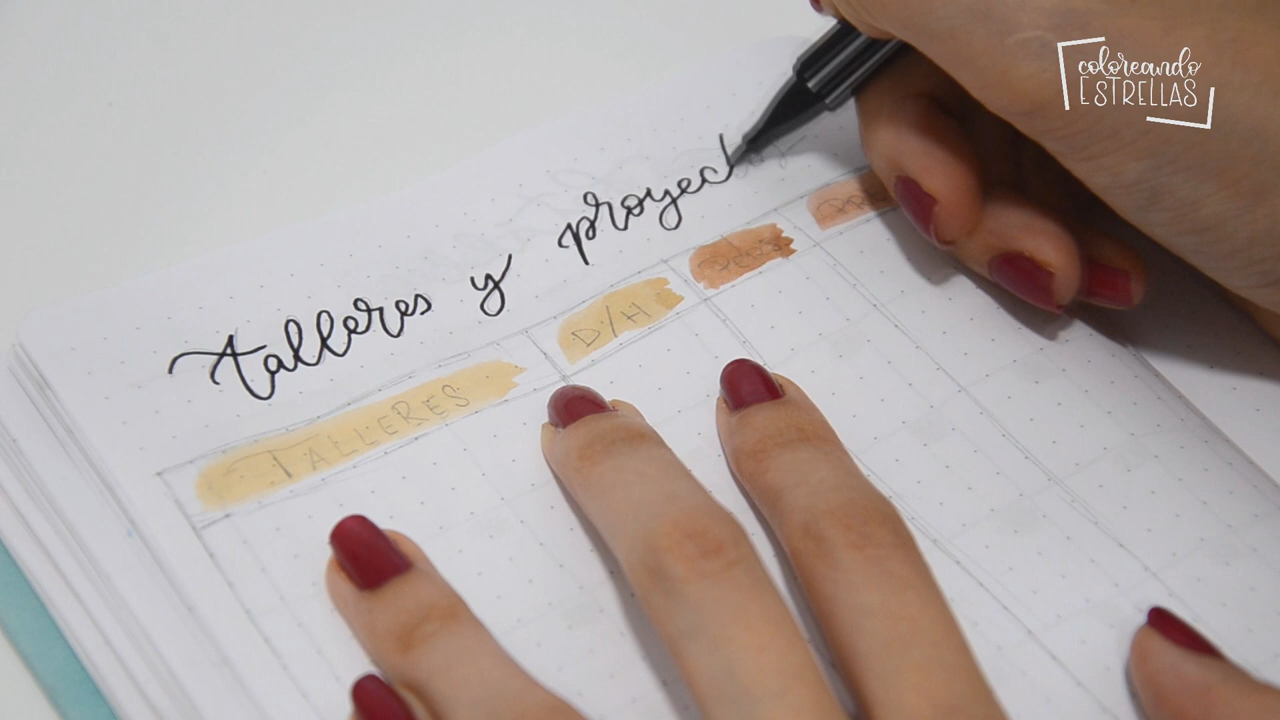 coloreando
ESTRELLAS
Talleres y proyect
TALLERES
D/H